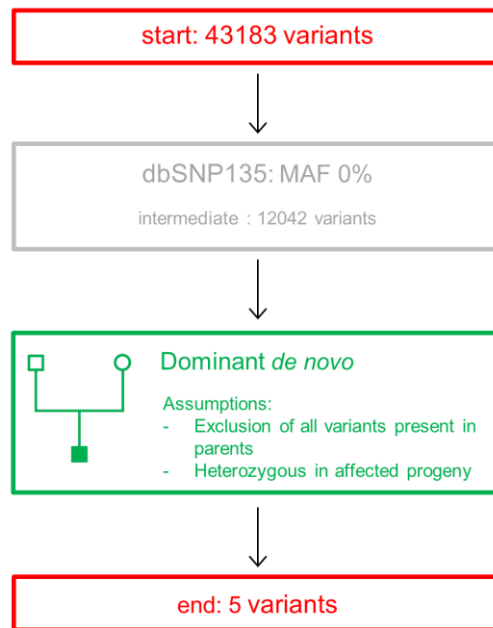 start: 43183 variants
dbSNP135: MAF 0%
intermediate : 12042 variants
Dominant de novo
Assumptions:
- Exclusion of all variants present in
parents
- Heterozygous in affected progeny
end: 5 variants